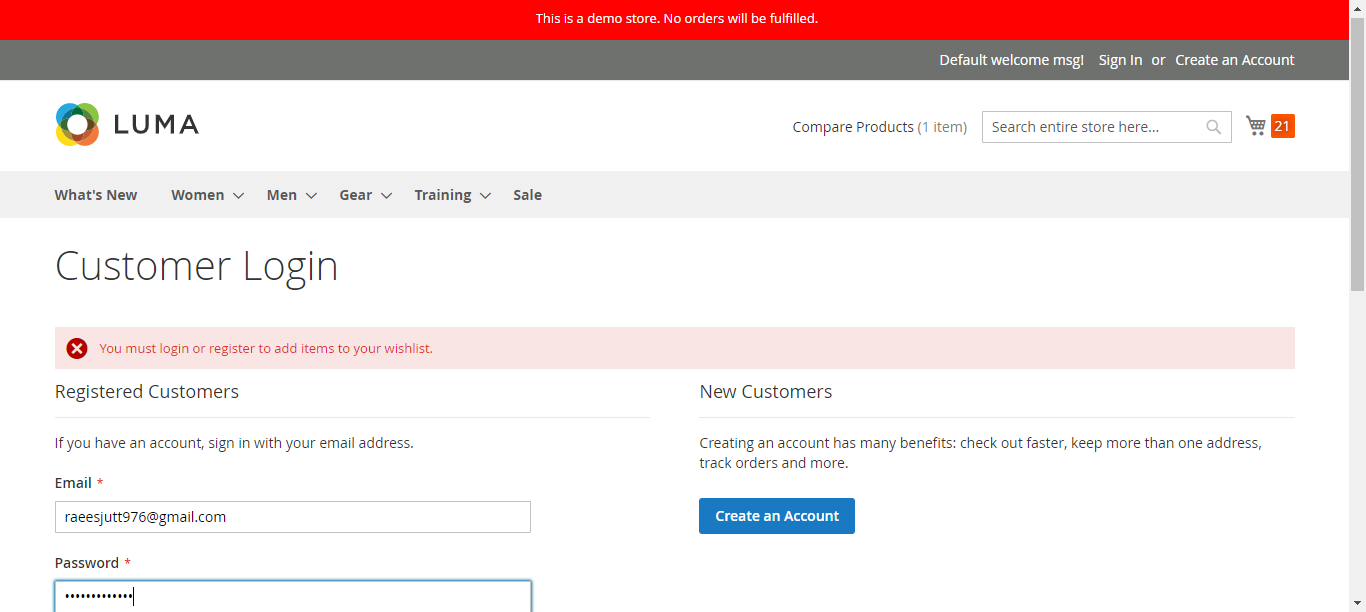 This is a demo store. No orders will be fulfilled.
Default welcome msg! Sign In or Create an Account
LUMA
Compare Products (1 item) Search entire store here... 21
What's New Women Men Gear Training Sale
Customer Login
You must login or register to add items to your wishlist.
Registered Customers
If you have an account, sign in with your email address.
Email *
raeesjutt976@gmail.com
Password *
•••••••••••••
New Customers
Creating an account has many benefits: check out faster, keep more than one address,
track orders and more.
Create an Account